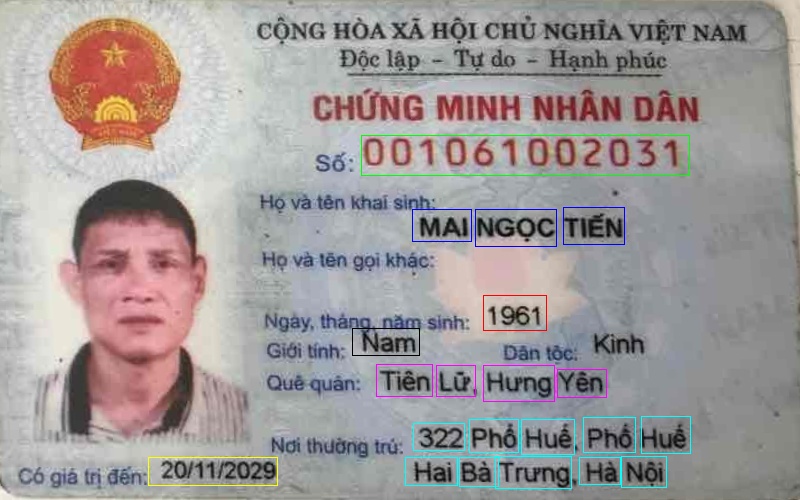 CỘNG HÒA XÃ HỘI CHỦ NGHĨA VIỆT NAM
Độc lập - Tự do - Hạnh phúc
CHỨNG MINH NHÂN DÂN
Số: 001061002031
Họ và tên khai sinh:
MAI NGỌC TIẾN
Họ và tên gọi khác:
Ngày, tháng, năm sinh: 1961
Giới tính: Nam Dân tộc: Kinh
Quê quán: Tiên Lữ, Hưng Yên
Nơi thường trú: 322 Phố Huế, Phố Huế
Hai Bà Trưng, Hà Nội
Có giá trị đến: 20/11/2029